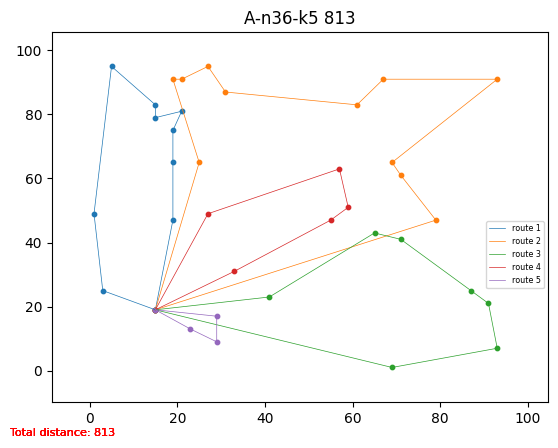 A-n36-k5 813
100
80
60
40
20
0
route 1
route 2
route 3
route 4
route 5
0 20 40 60 80 100
Total distance: 813